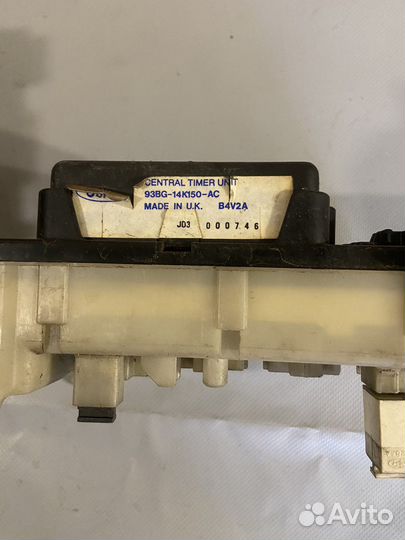 CENTRAL TIMER UNIT
93BG-14K150-AC
MADE IN U.K. B4V2A
JD3 000746
Avito